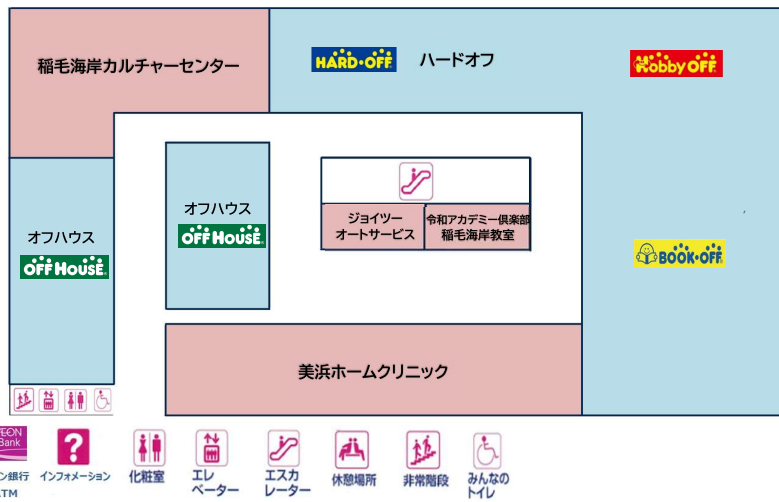 稲毛海岸カルチャーセンター
HARD・OFF ハードオフ
Hobby OFF
オフハウス
OFF HOUSE
オフハウス
OFF HOUSE
ジョイツー
オートサービス
令和アカデミー倶楽部
稲毛海岸教室
BOOK・OFF
美浜ホームクリニック
EON
Bank
ン銀行
ATM
?
インフォメーション
化粧室
エレ
ベーター
エスカ
レーター
休憩場所
非常階段
みんなの
トイレ